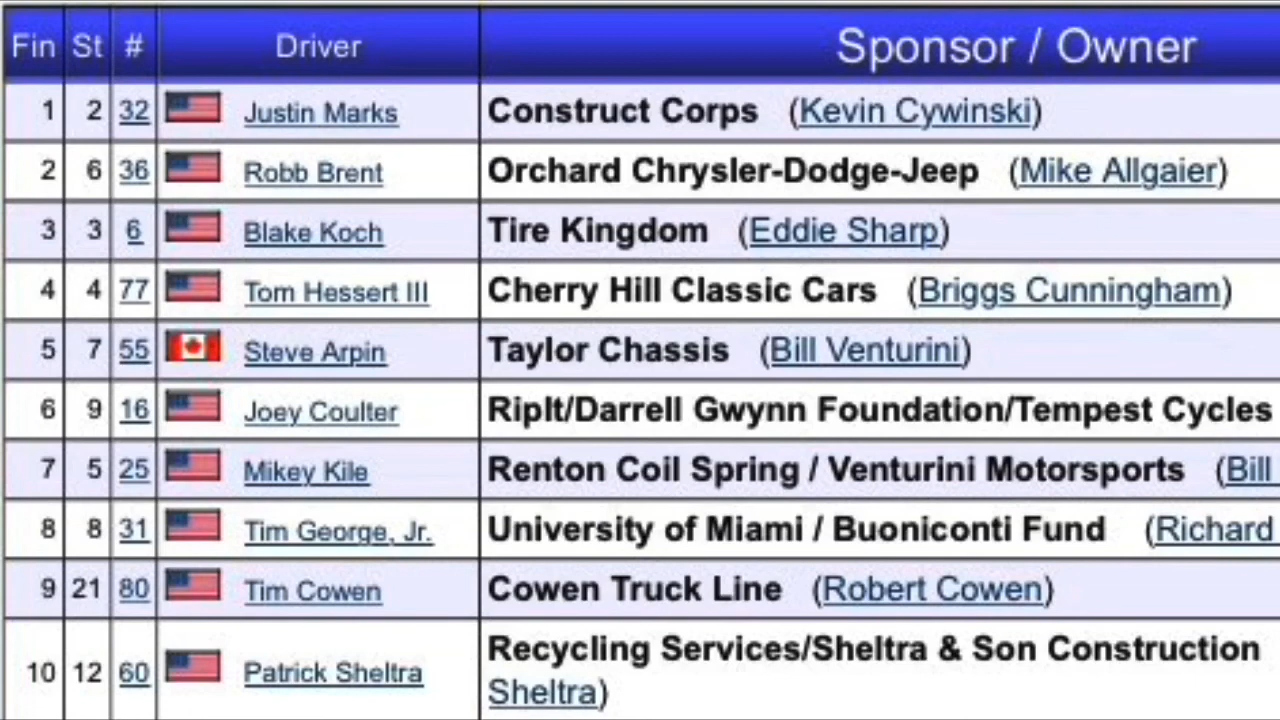 Fin St # Driver Sponsor / Owner
1 2 32 Justin Marks Construct Corps (Kevin Cywinski)
2 6 36 Robb Brent Orchard Chrysler-Dodge-Jeep (Mike Allgaier)
3 3 6 Blake Koch Tire Kingdom (Eddie Sharp)
4 4 77 Tom Hessert III Cherry Hill Classic Cars (Briggs Cunningham)
5 7 55 Steve Arpin Taylor Chassis (Bill Venturini)
6 9 16 Joey Coulter RipIt/Darrell Gwynn Foundation/Tempest Cycles
7 5 25 Mikey Kile Renton Coil Spring / Venturini Motorsports (Bill
8 8 31 Tim George, Jr. University of Miami / Buoniconti Fund (Richard
9 21 80 Tim Cowen Cowen Truck Line (Robert Cowen)
10 12 60 Patrick Sheltra Recycling Services/Sheltra & Son Construction
Sheltra)